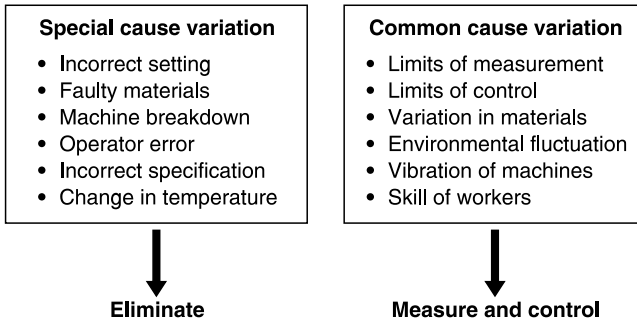 Special cause variation
• Incorrect setting
• Faulty materials
• Machine breakdown
• Operator error
• Incorrect specification
• Change in temperature
Eliminate
Common cause variation
• Limits of measurement
• Limits of control
• Variation in materials
• Environmental fluctuation
• Vibration of machines
• Skill of workers
Measure and control